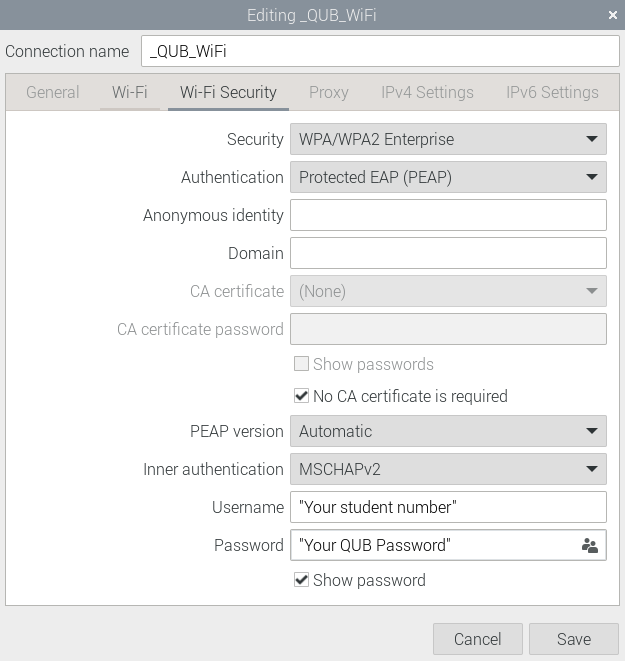 Editing _QUB_WiFi ×
Connection name _QUB_WiFi
General Wi-Fi Wi-Fi Security Proxy IPv4 Settings IPv6 Settings
Security WPA/WPA2 Enterprise
Authentication Protected EAP (PEAP)
Anonymous identity
Domain
CA certificate (None)
CA certificate password
Show passwords
No CA certificate is required
PEAP version Automatic
Inner authentication MSCHAPv2
Username "Your student number"
Password "Your QUB Password"
Show password
Cancel Save